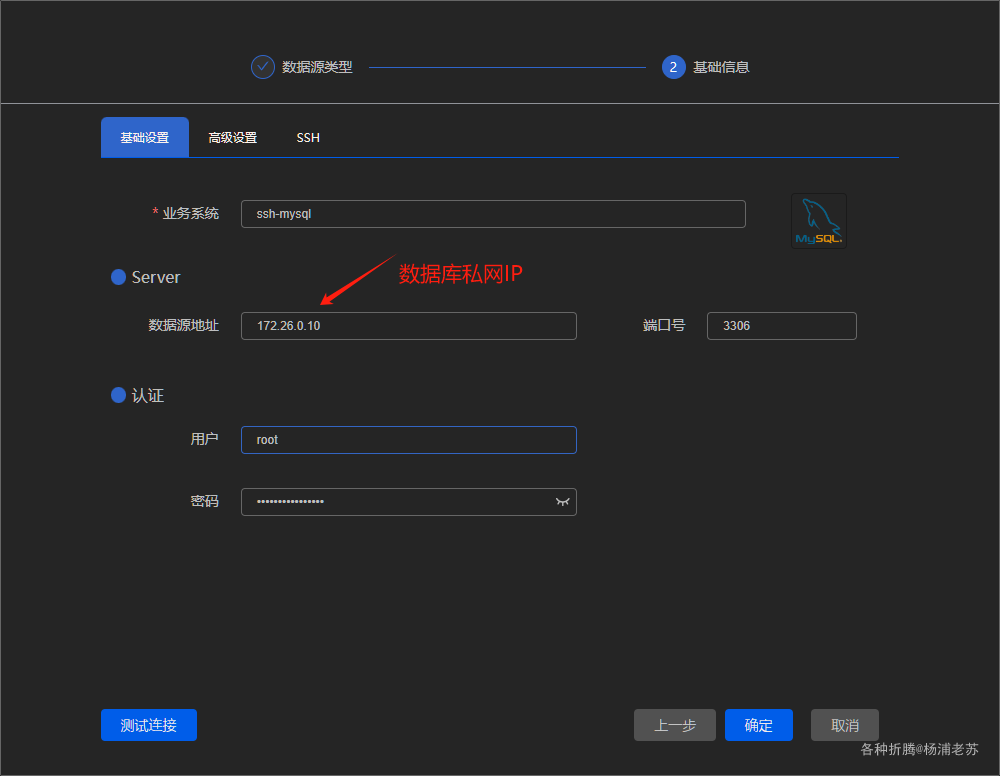 数据源类型
2 基础信息
基础设置 高级设置 SSH
* 业务系统 ssh-mysql
MySQL
Server
数据库私网IP
数据源地址 172.26.0.10 端口号 3306
认证
用户 root
密码 ••••••••••••••••
测试连接 上一步 确定 取消
各种折腾@杨浦老苏